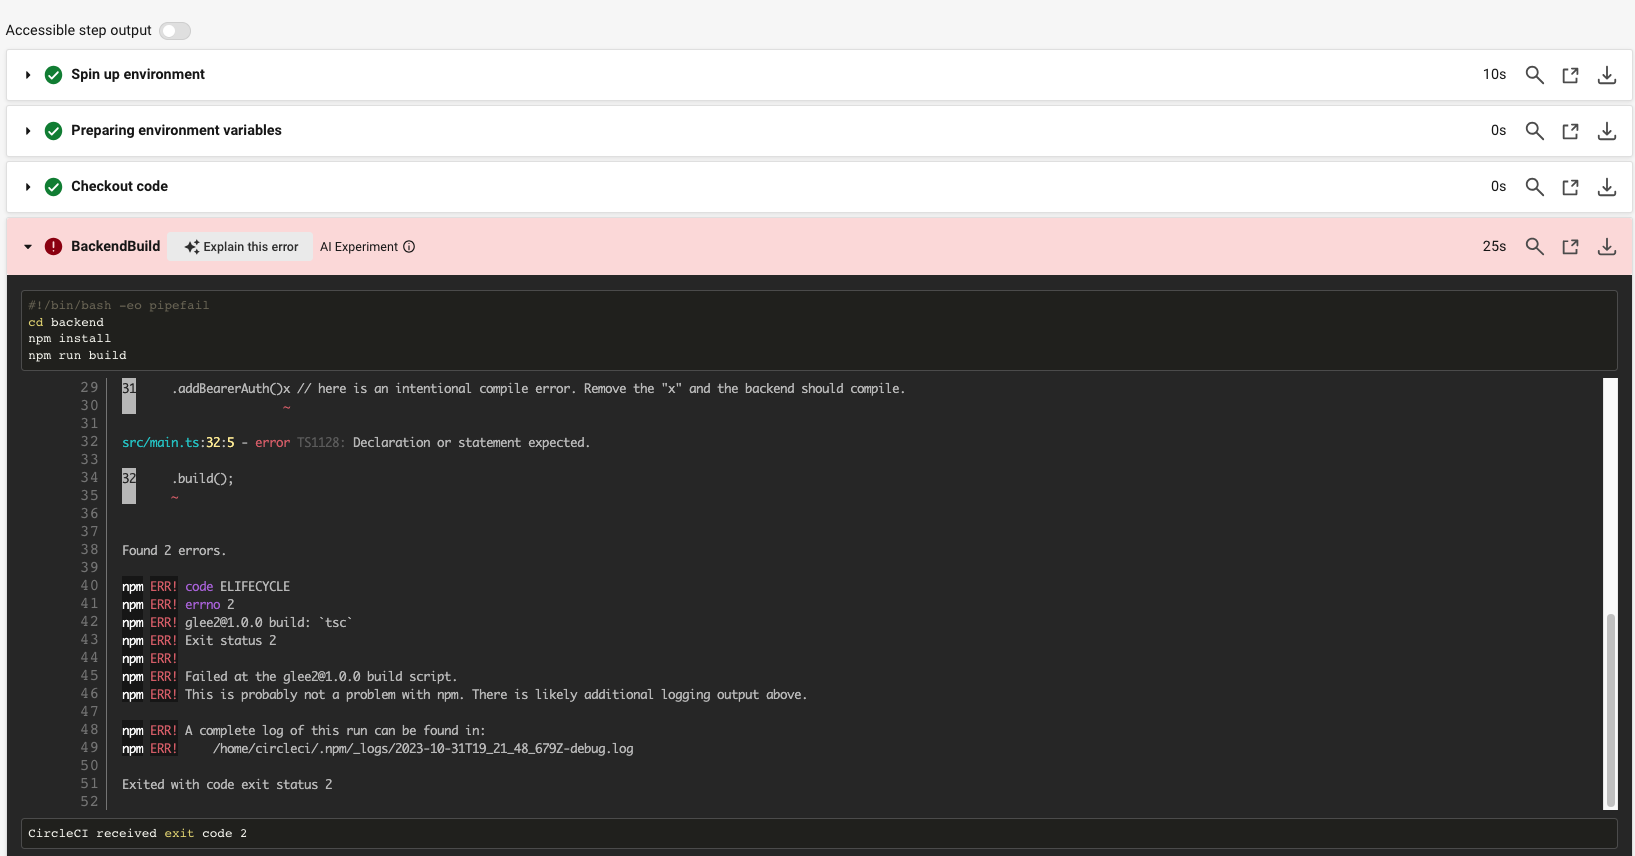 Accessible step output
Spin up environment 10s
Preparing environment variables 0s
Checkout code 0s
BackendBuild Explain this error AI Experiment 25s
#!/bin/bash -eo pipefail
cd backend
npm install
npm run build
29 31 .addBearerAuth()x // here is an intentional compile error. Remove the "x" and the backend should compile.
30 ~
31
32 src/main.ts:32:5 - error TS1128: Declaration or statement expected.
33
34 32 .build();
35 ~
36
37
38 Found 2 errors.
39
40 npm ERR! code ELIFECYCLE
41 npm ERR! errno 2
42 npm ERR! glee2@1.0.0 build: `tsc`
43 npm ERR! Exit status 2
44 npm ERR!
45 npm ERR! Failed at the glee2@1.0.0 build script.
46 npm ERR! This is probably not a problem with npm. There is likely additional logging output above.
47
48 npm ERR! A complete log of this run can be found in:
49 npm ERR! /home/circleci/.npm/_logs/2023-10-31T19_21_48_679Z-debug.log
50
51 Exited with code exit status 2
52
CircleCI received exit code 2